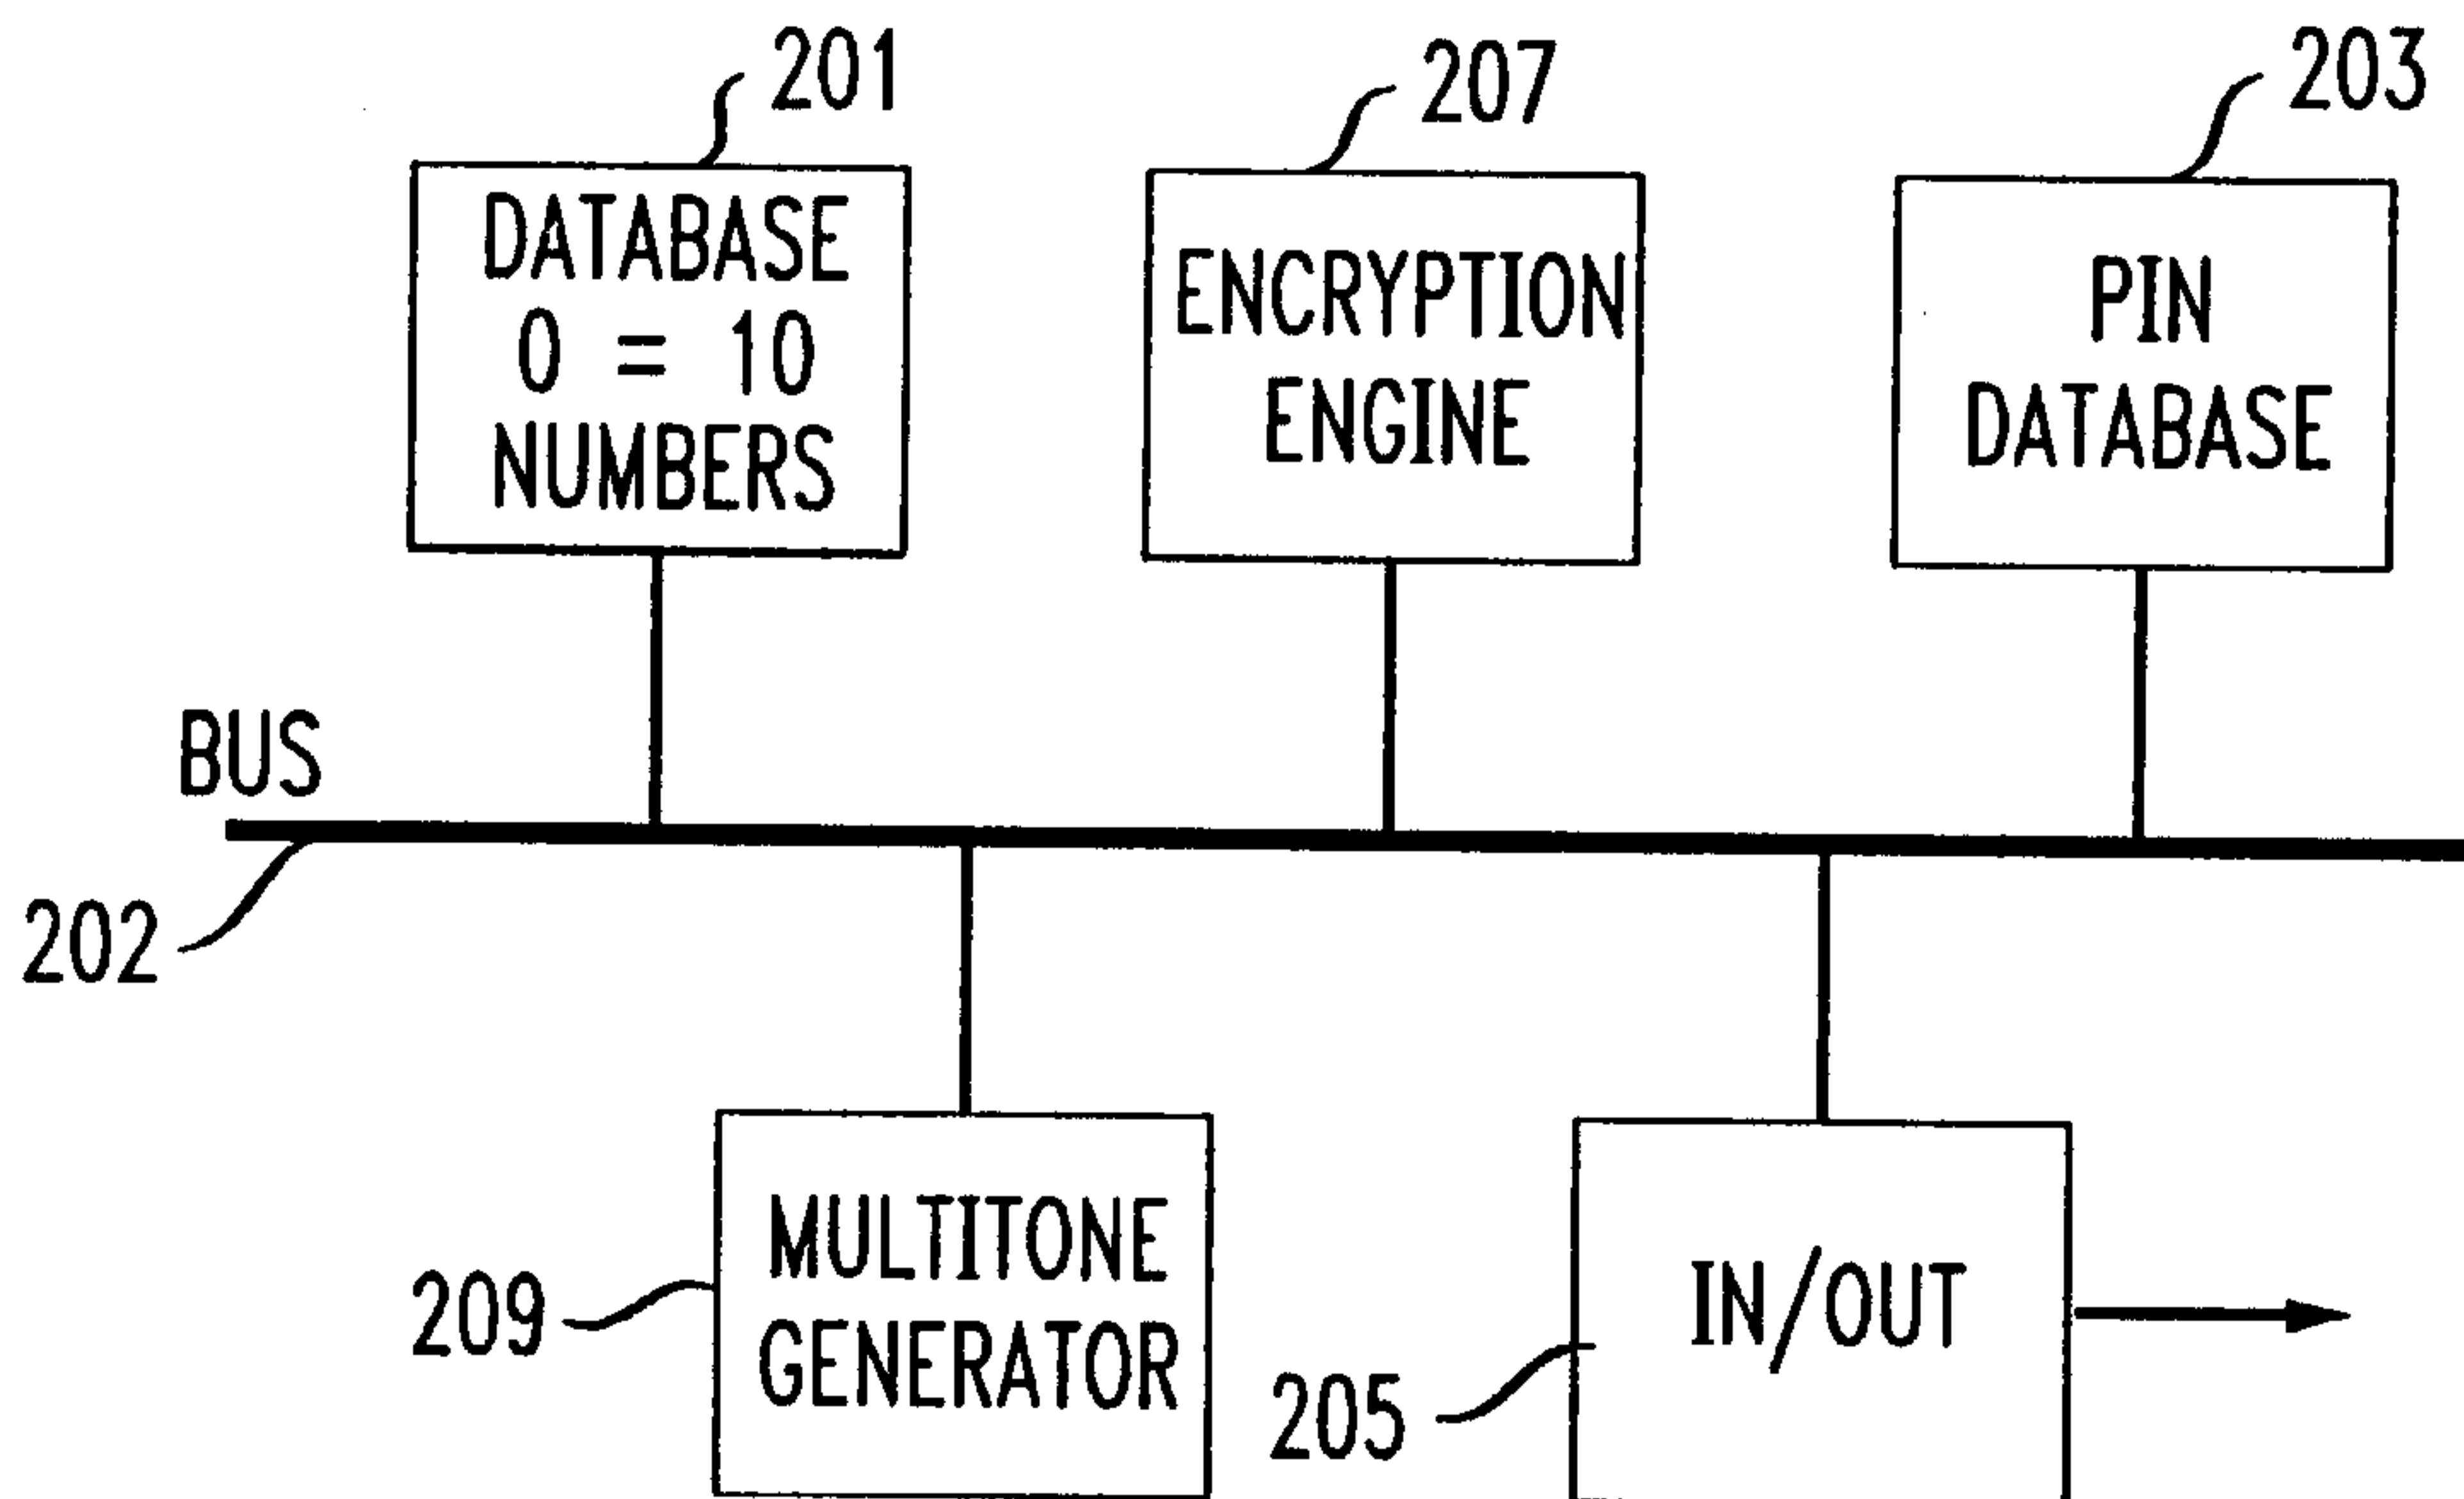 201
207
203
DATABASE
0 = 10
NUMBERS
ENCRYPTION
ENGINE
PIN
DATABASE
BUS
202
MULTITONE
GENERATOR
209
IN/OUT
205